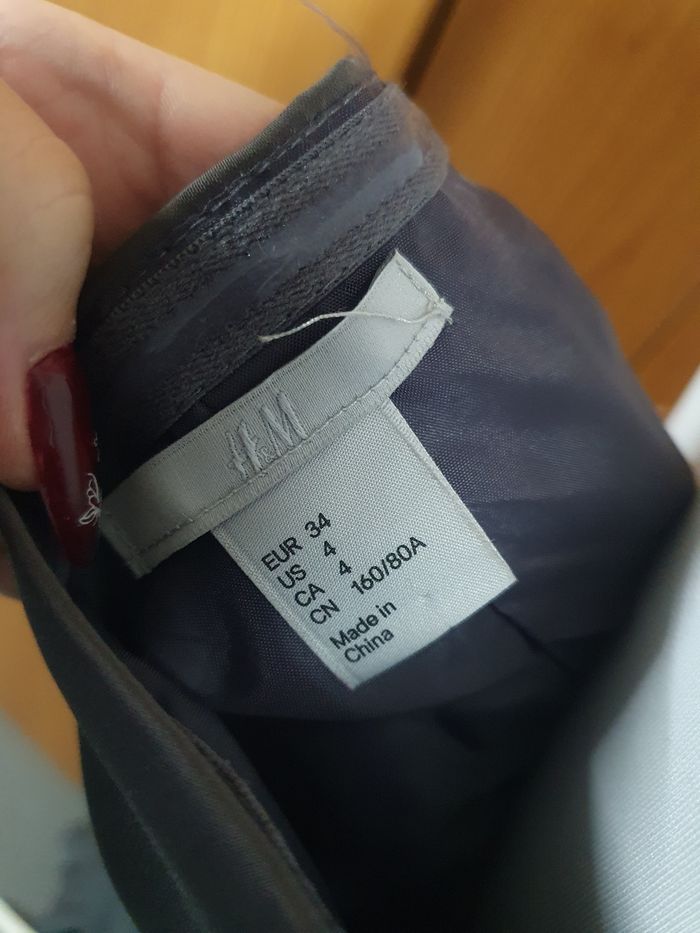 H&M
EUR 34
US 4
CA 4
CN 160/80A
Made in
China